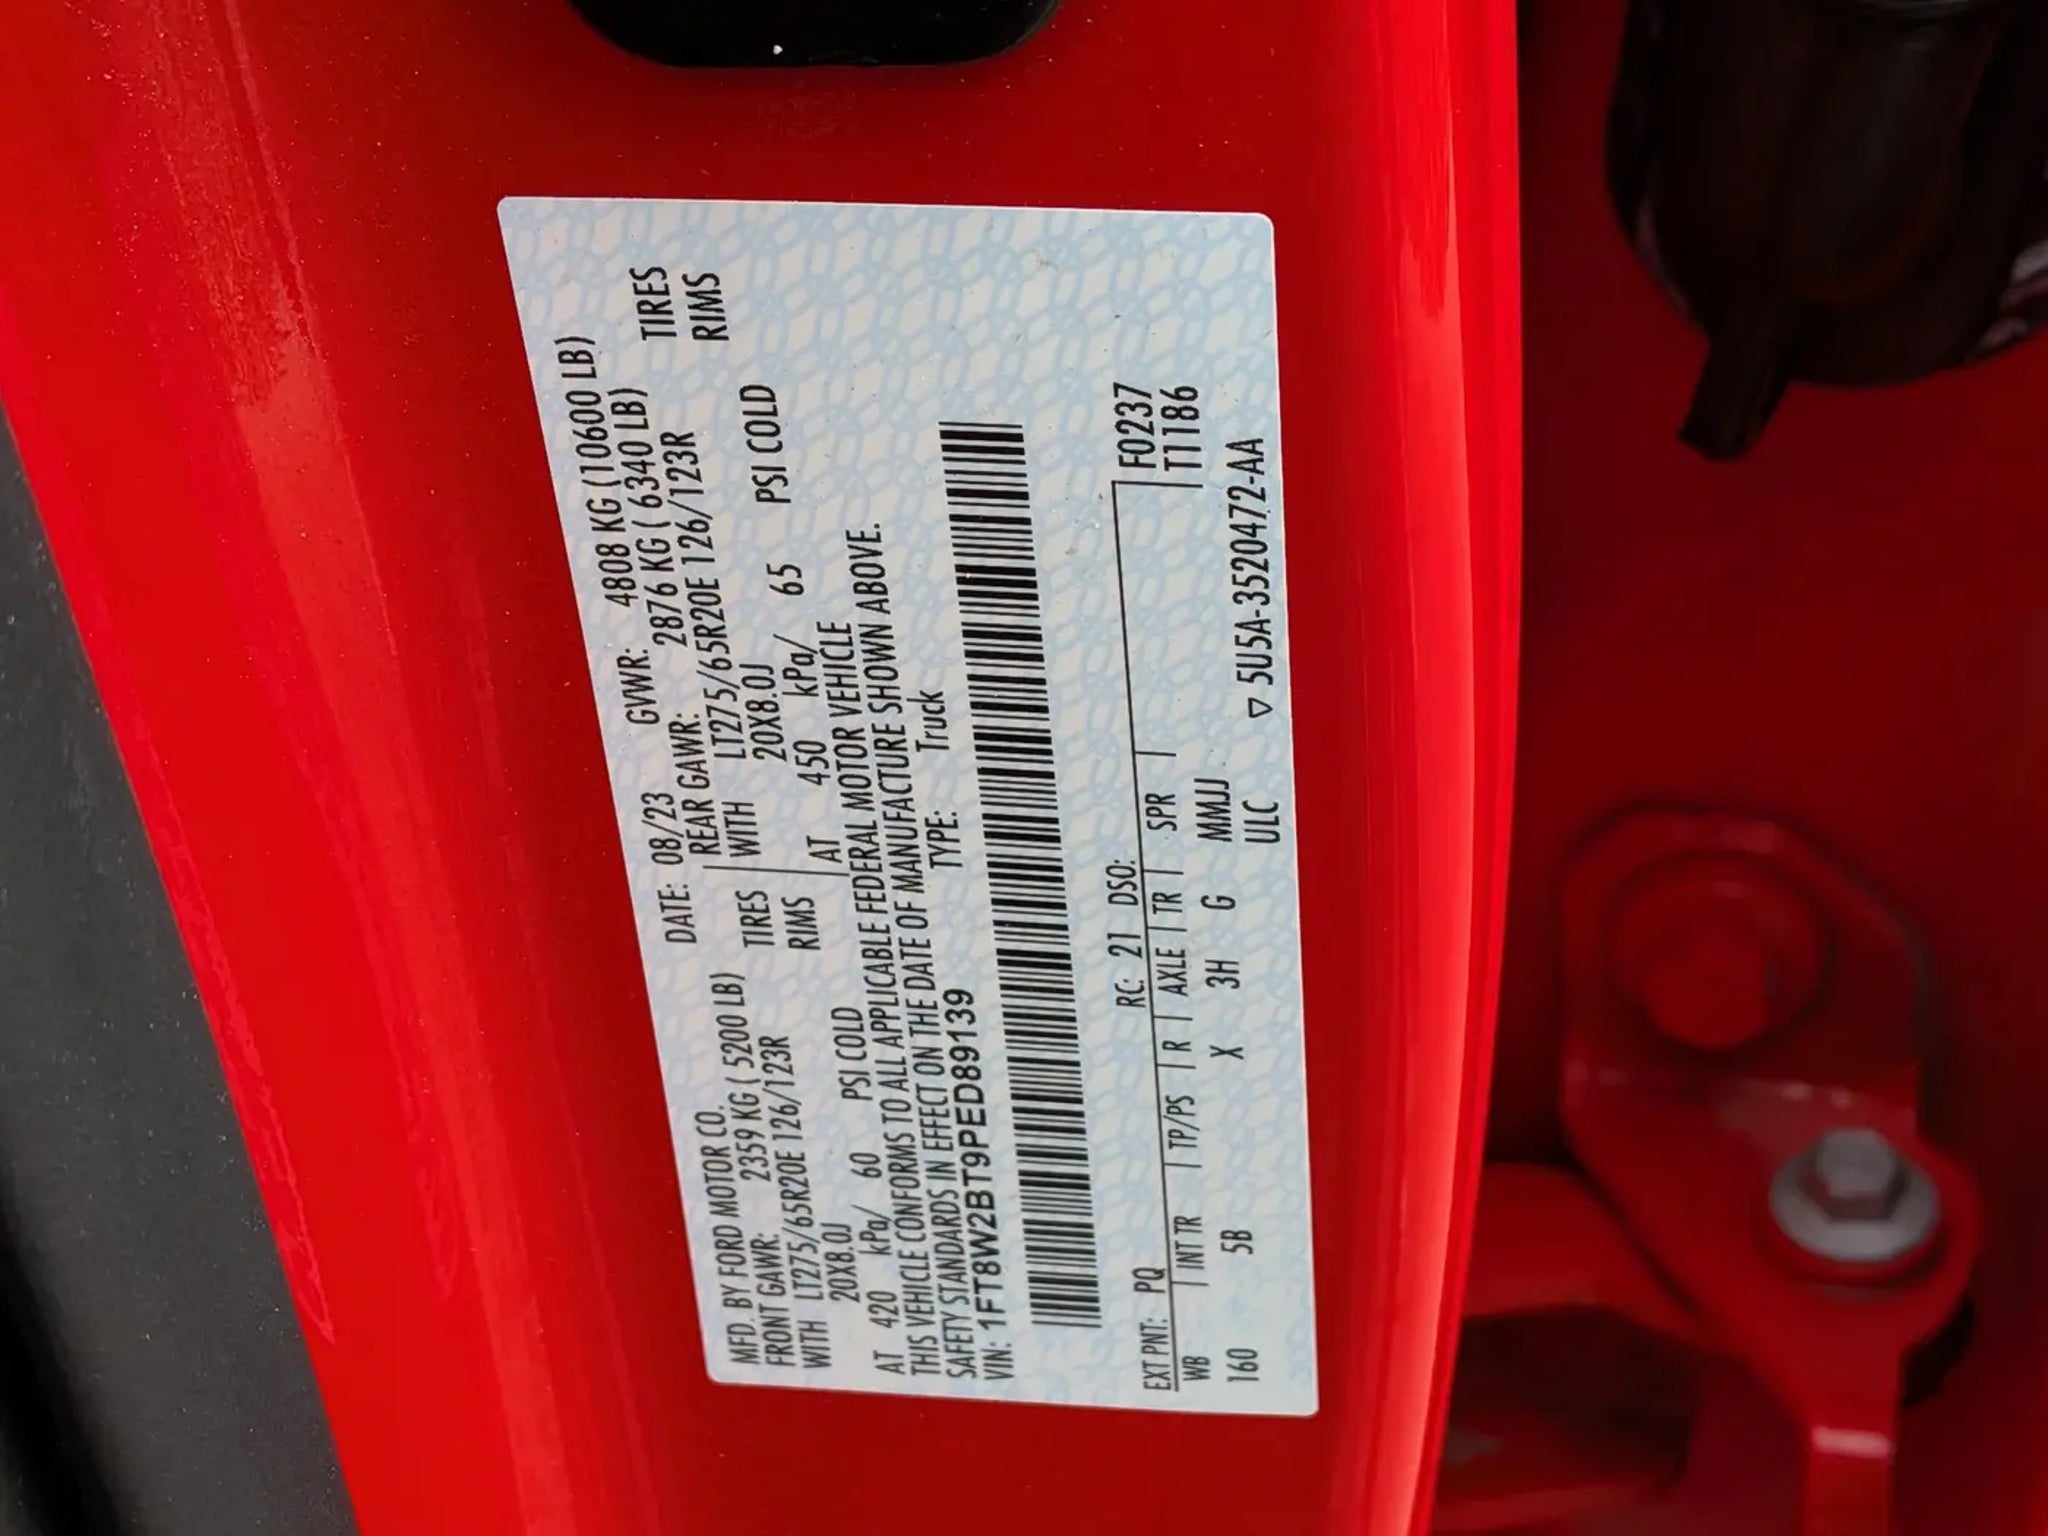 MFD. BY FORD MOTOR CO.
DATE: 08/23 GVWR: 4808 KG (10600 LB)
FRONT GAWR: 2359 KG ( 5200 LB)
REAR GAWR: 2876 KG ( 6340 LB)
WITH LT275/65R20E 126/123R TIRES
WITH LT275/65R20E 126/123R TIRES
20X8.0J RIMS
20X8.0J RIMS
AT 420 kPa/ 60 PSI COLD
AT 450 kPa/ 65 PSI COLD
THIS VEHICLE CONFORMS TO ALL APPLICABLE FEDERAL MOTOR VEHICLE
SAFETY STANDARDS IN EFFECT ON THE DATE OF MANUFACTURE SHOWN ABOVE.
VIN: 1FT8W2BT9PED89139 TYPE: Truck
EXT PNT: PQ RC: 21 DSO: F0237
WB INT TR TP/PS R AXLE TR SPR T1186
160 5B X 3H G MMJJ
ULC ▽ 5U5A-3520472-AA